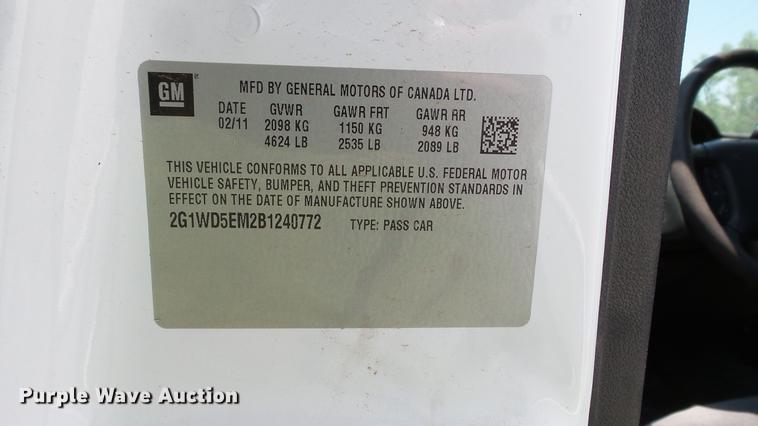 GM
MFD BY GENERAL MOTORS OF CANADA LTD.
DATE GVWR GAWR FRT GAWR RR
02/11 2098 KG 1150 KG 948 KG
4624 LB 2535 LB 2089 LB
THIS VEHICLE CONFORMS TO ALL APPLICABLE U.S. FEDERAL MOTOR
VEHICLE SAFETY, BUMPER, AND THEFT PREVENTION STANDARDS IN
EFFECT ON THE DATE OF MANUFACTURE SHOWN ABOVE.
2G1WD5EM2B1240772 TYPE: PASS CAR
Purple Wave Auction